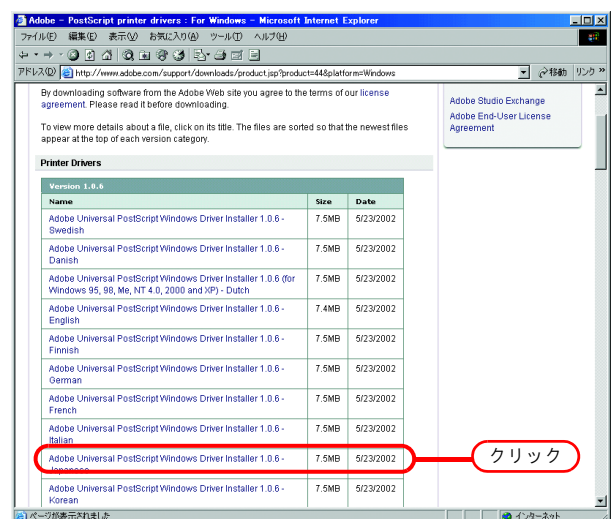 Adobe - PostScript printer drivers : For Windows - Microsoft Internet Explorer
ファイル(F) 編集(E) 表示(V) お気に入り(A) ツール(T) ヘルプ(H)
アドレス(D) http://www.adobe.com/support/downloads/product.jsp?product=44&platform=Windows 移動 リンク »
By downloading software from the Adobe Web site you agree to the terms of our license
agreement. Please read it before downloading.
To view more details about a file, click on its title. The files are sorted so that the newest files
appear at the top of each version category.
Adobe Studio Exchange
Adobe End-User License
Agreement
Printer Drivers
Version 1.0.6
Name Size Date
Adobe Universal PostScript Windows Driver Installer 1.0.6 - 7.5MB 5/23/2002
Swedish
Adobe Universal PostScript Windows Driver Installer 1.0.6 - 7.5MB 5/23/2002
Danish
Adobe Universal PostScript Windows Driver Installer 1.0.6 (for 7.5MB 5/23/2002
Windows 95, 98, Me, NT 4.0, 2000 and XP) - Dutch
Adobe Universal PostScript Windows Driver Installer 1.0.6 - 7.4MB 5/23/2002
English
Adobe Universal PostScript Windows Driver Installer 1.0.6 - 7.5MB 5/23/2002
Finnish
Adobe Universal PostScript Windows Driver Installer 1.0.6 - 7.5MB 5/23/2002
German
Adobe Universal PostScript Windows Driver Installer 1.0.6 - 7.5MB 5/23/2002
French
Adobe Universal PostScript Windows Driver Installer 1.0.6 - 7.5MB 5/23/2002
Italian
Adobe Universal PostScript Windows Driver Installer 1.0.6 - 7.5MB 5/23/2002
Japanese
クリック
Adobe Universal PostScript Windows Driver Installer 1.0.6 - 7.5MB 5/23/2002
Korean
ページが表示されました インターネット